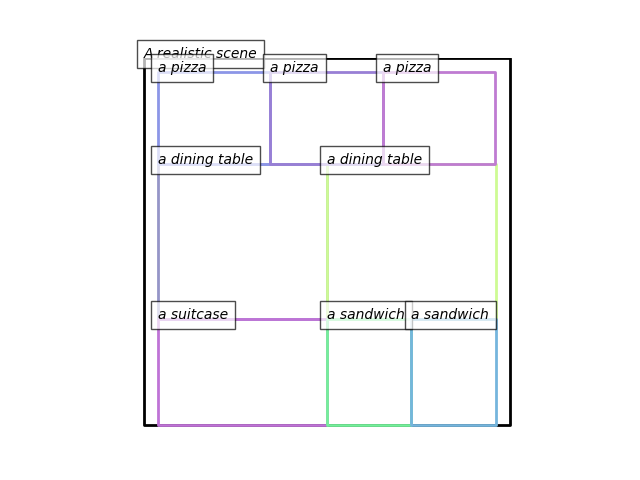 A realistic scene
a pizza
a pizza
a pizza
a dining table
a dining table
a suitcase
a sandwich
a sandwich